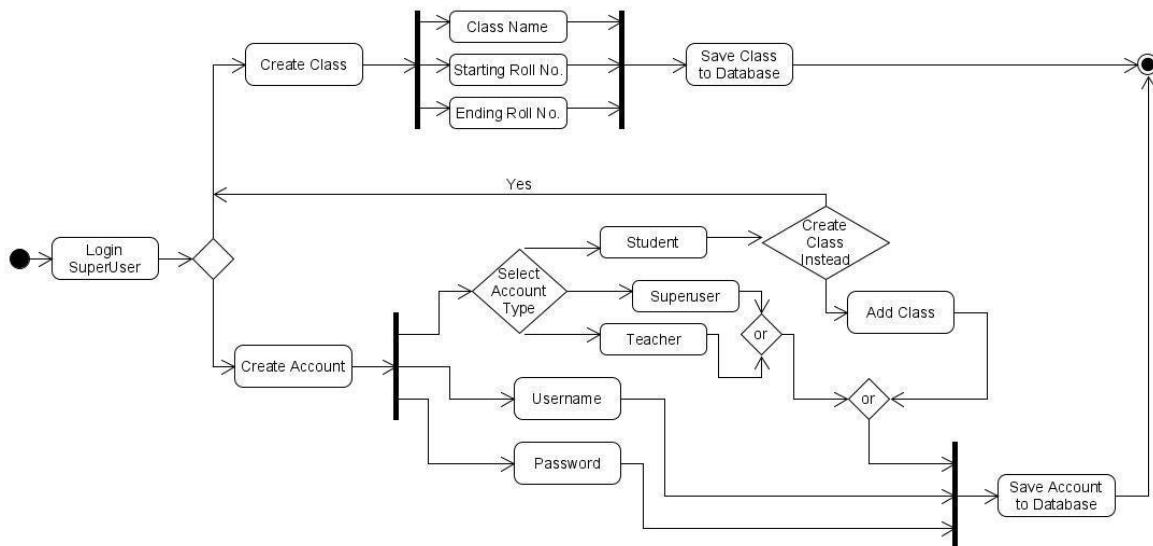 Class Name
Create Class
Starting Roll No.
Save Class
to Database
Ending Roll No.
Yes
Login
SuperUser
Student
Create
Class
Instead
Select
Account
Type
Superuser
Add Class
Teacher
or
Create Account
Username
or
Password
Save Account
to Database